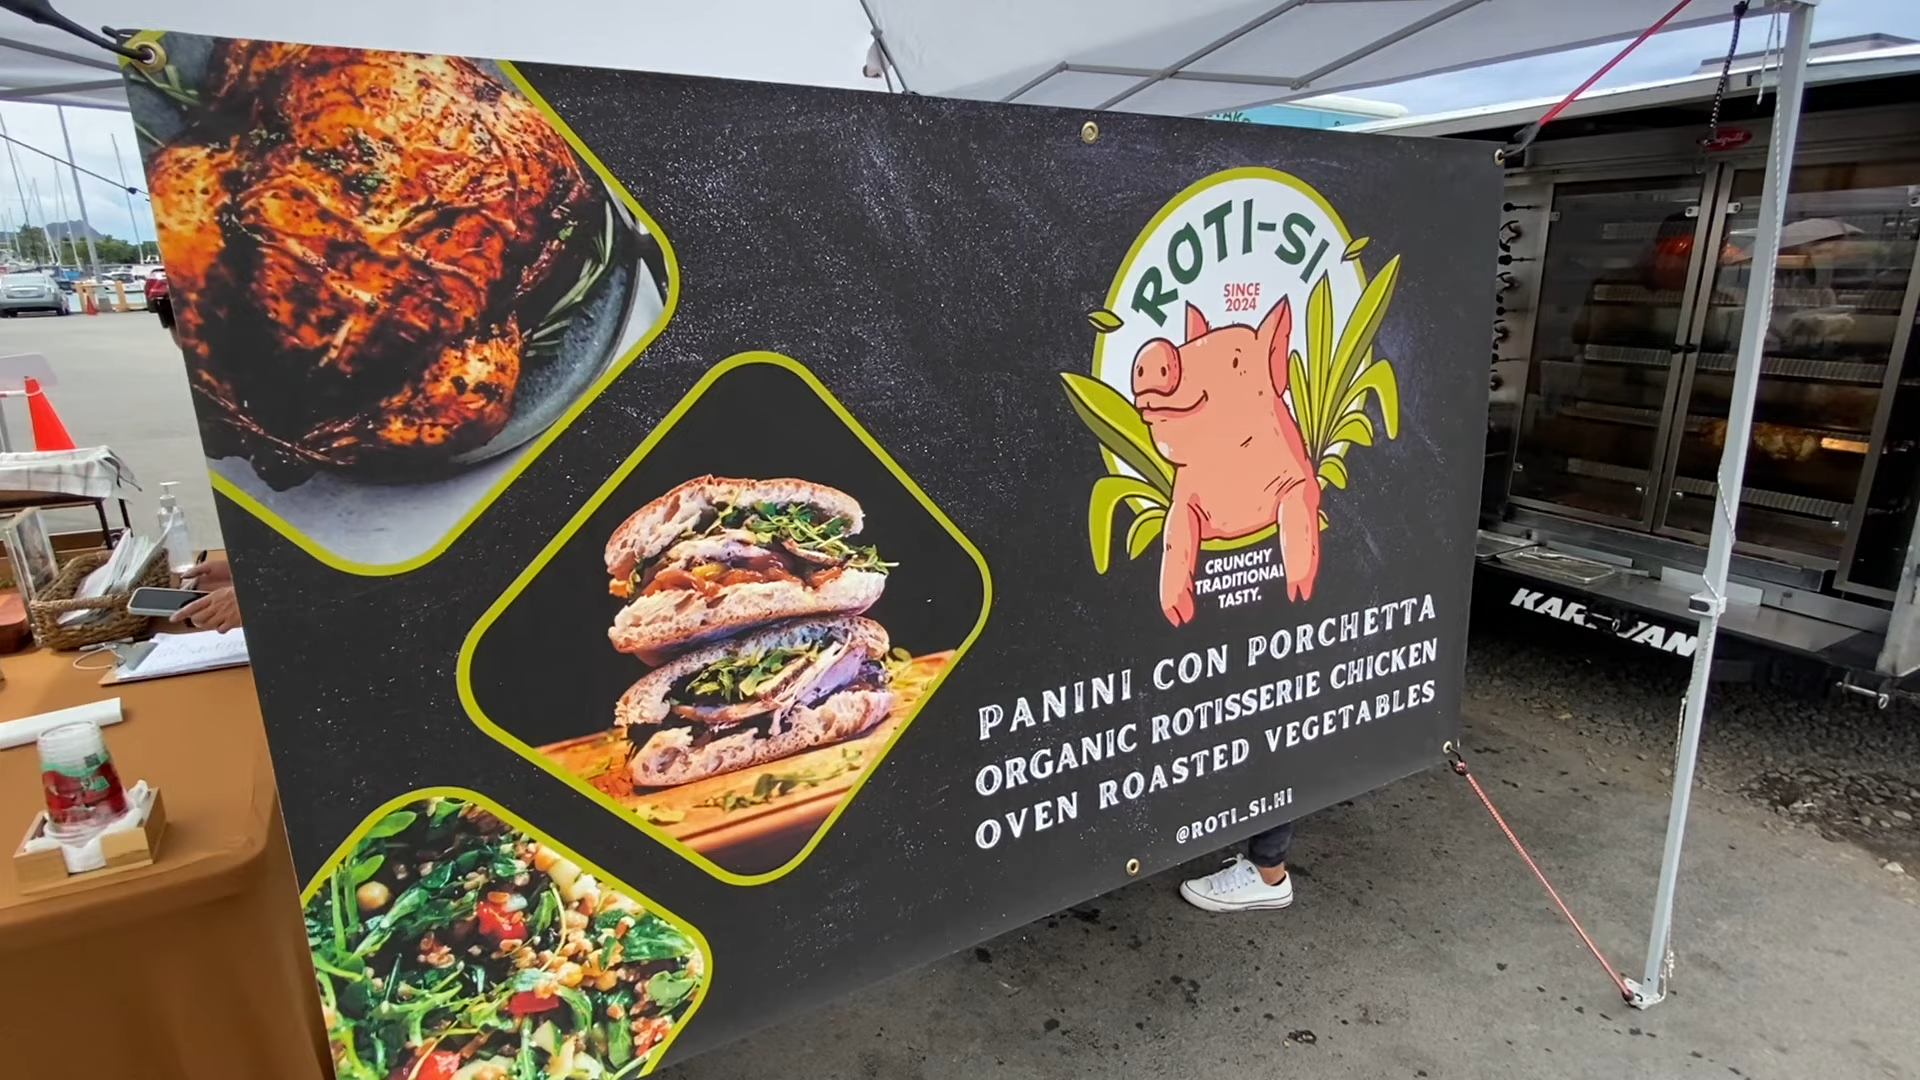 ROTI-SI
SINCE
2024
CRUNCHY
TRADITIONAL
TASTY.
PANINI CON PORCHETTA
ORGANIC ROTISSERIE CHICKEN
OVEN ROASTED VEGETABLES
@ROTI_SI.HI